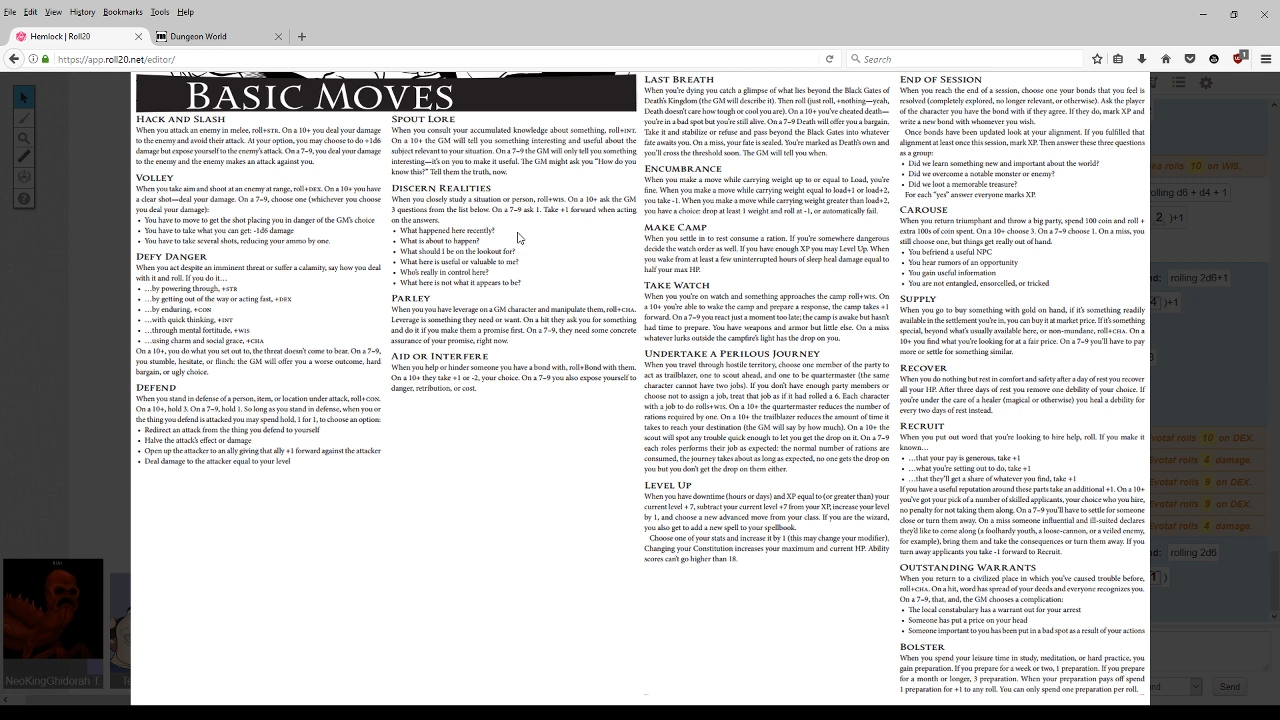 File Edit View History Bookmarks Tools Help
Hemlock | Roll20
Dungeon World
https://app.roll20.net/editor/
Search
1
BASIC MOVES
HACK AND SLASH
When you attack an enemy in melee, roll+STR. On a 10+ you deal your damage
to the enemy and avoid their attack. At your option, you may choose to do +1d6
damage but expose yourself to the enemy's attack. On a 7–9, you deal your damage
to the enemy and the enemy makes an attack against you.
VOLLEY
When you take aim and shoot at an enemy at range, roll+DEX. On a 10+ you have
a clear shot—deal your damage. On a 7–9, choose one (whichever you choose you
deal your damage):
• You have to move to get the shot placing you in danger of the GM's choice
• You have to take what you can get: -1d6 damage
• You have to take several shots, reducing your ammo by one.
DEFY DANGER
When you act despite an imminent threat or suffer a calamity, say how you deal
with it and roll. If you do it…
• …by powering through, +STR
• …by getting out of the way or acting fast, +DEX
• …by enduring, +CON
• …with quick thinking, +INT
• …through mental fortitude, +WIS
• …using charm and social grace, +CHA
On a 10+, you do what you set out to, the threat doesn't come to bear. On a 7–9,
you stumble, hesitate, or flinch: the GM will offer you a worse outcome, hard
bargain, or ugly choice.
DEFEND
When you stand in defense of a person, item, or location under attack, roll+CON.
On a 10+, hold 3. On a 7–9, hold 1. So long as you stand in defense, when you or
the thing you defend is attacked you may spend hold, 1 for 1, to choose an option:
• Redirect an attack from the thing you defend to yourself
• Halve the attack's effect or damage
• Open up the attacker to an ally giving that ally +1 forward against the attacker
• Deal damage to the attacker equal to your level
SPOUT LORE
When you consult your accumulated knowledge about something, roll+INT.
On a 10+ the GM will tell you something interesting and useful about the
subject relevant to your situation. On a 7–9 the GM will only tell you something
interesting—it's on you to make it useful. The GM might ask you "How do you
know this?" Tell them the truth, now.
DISCERN REALITIES
When you closely study a situation or person, roll+WIS. On a 10+ ask the GM
3 questions from the list below. On a 7–9 ask 1. Take +1 forward when acting
on the answers.
• What happened here recently?
• What is about to happen?
• What should I be on the lookout for?
• What here is useful or valuable to me?
• Who's really in control here?
• What here is not what it appears to be?
PARLEY
When you have leverage on a GM character and manipulate them, roll+CHA.
Leverage is something they need or want. On a hit they ask you for something
and do it if you make them a promise first. On a 7–9, they need some concrete
assurance of your promise, right now.
AID OR INTERFERE
When you help or hinder someone you have a bond with, roll+Bond with them.
On a 10+ they take +1 or -2, your choice. On a 7–9 you also expose yourself to
danger, retribution, or cost.
LAST BREATH
When you're dying you catch a glimpse of what lies beyond the Black Gates of
Death's Kingdom (the GM will describe it). Then roll (just roll, +nothing—yeah,
Death doesn't care how tough or cool you are). On a 10+ you've cheated death—
you're in a bad spot but you're still alive. On a 7–9 Death will offer you a bargain.
Take it and stabilize or refuse and pass beyond the Black Gates into whatever
fate awaits you. On a miss, your fate is sealed. You're marked as Death's own and
you'll cross the threshold soon. The GM will tell you when.
ENCUMBRANCE
When you make a move while carrying weight up to or equal to Load, you're
fine. When you make a move while carrying weight equal to load+1 or load+2,
you take -1. When you make a move while carrying weight greater than load+2,
you have a choice: drop at least 1 weight and roll at -1, or automatically fail.
MAKE CAMP
When you settle in to rest consume a ration. If you're somewhere dangerous
decide the watch order as well. If you have enough XP you may Level Up. When
you wake from at least a few uninterrupted hours of sleep heal damage equal to
half your max HP.
TAKE WATCH
When you're on watch and something approaches the camp roll+WIS. On
a 10+ you're able to wake the camp and prepare a response, the camp takes +1
forward. On a 7–9 you react just a moment too late; the camp is awake but hasn't
had time to prepare. You have weapons and armor but little else. On a miss
whatever lurks outside the campfire's light has the drop on you.
UNDERTAKE A PERILOUS JOURNEY
When you travel through hostile territory, choose one member of the party to
act as trailblazer, one to scout ahead, and one to be quartermaster (the same
character cannot have two jobs). If you don't have enough party members or
choose not to assign a job, treat that job as if it had rolled a 6. Each character
with a job to do rolls+WIS. On a 10+ the quartermaster reduces the number of
rations required by one. On a 10+ the trailblazer reduces the amount of time it
takes to reach your destination (the GM will say by how much). On a 10+ the
scout will spot any trouble quick enough to let you get the drop on it. On a 7–9
each roles performs their job as expected: the normal number of rations are
consumed, the journey takes about as long as expected, no one gets the drop on
you but you don't get the drop on them either.
LEVEL UP
When you have downtime (hours or days) and XP equal to (or greater than) your
current level + 7, subtract your current level +7 from your XP, increase your level
by 1, and choose a new advanced move from your class. If you are the wizard,
you also get to add a new spell to your spellbook.
Choose one of your stats and increase it by 1 (this may change your modifier).
Changing your Constitution increases your maximum and current HP. Ability
scores can't go higher than 18.
END OF SESSION
When you reach the end of a session, choose one your bonds that you feel is
resolved (completely explored, no longer relevant, or otherwise). Ask the player
of the character you have the bond with if they agree. If they do, mark XP and
write a new bond with whomever you wish.
Once bonds have been updated look at your alignment. If you fulfilled that
alignment at least once this session, mark XP. Then answer these three questions
as a group:
• Did we learn something new and important about the world?
• Did we overcome a notable monster or enemy?
• Did we loot a memorable treasure?
For each "yes" answer everyone marks XP.
CAROUSE
When you return triumphant and throw a big party, spend 100 coin and roll +
extra 100s of coin spent. On a 10+ choose 3. On a 7–9 choose 1. On a miss, you
still choose one, but things get really out of hand.
• You befriend a useful NPC
• You hear rumors of an opportunity
• You gain useful information
• You are not entangled, ensorcelled, or tricked
SUPPLY
When you go to buy something with gold on hand, if it's something readily
available in the settlement you're in, you can buy it at market price. If it's something
special, beyond what's usually available here, or non-mundane, roll+CHA. On a
10+ you find what you're looking for at a fair price. On a 7–9 you'll have to pay
more or settle for something similar.
RECOVER
When you do nothing but rest in comfort and safety after a day of rest you recover
all your HP. After three days of rest you remove one debility of your choice. If
you're under the care of a healer (magical or otherwise) you heal a debility for
every two days of rest instead.
RECRUIT
When you put out word that you're looking to hire help, roll. If you make it
known…
• …that your pay is generous, take +1
• …what you're setting out to do, take +1
• …that they'll get a share of whatever you find, take +1
If you have a useful reputation around these parts take an additional +1. On a 10+
you've got your pick of a number of skilled applicants, your choice who you hire,
no penalty for not taking them along. On a 7–9 you'll have to settle for someone
close or turn them away. On a miss someone influential and ill-suited declares
they'd like to come along (a foolhardy youth, a loose-cannon, or a veiled enemy,
for example), bring them and take the consequences or turn them away. If you
turn away applicants you take -1 forward to Recruit.
OUTSTANDING WARRANTS
When you return to a civilized place in which you've caused trouble before,
roll+CHA. On a hit, word has spread of your deeds and everyone recognizes you.
On a 7–9, that, and, the GM chooses a complication:
• The local constabulary has a warrant out for your arrest
• Someone has put a price on your head
• Someone important to you has been put in a bad spot as a result of your actions
BOLSTER
When you spend your leisure time in study, meditation, or hard practice, you
gain preparation. If you prepare for a week or two, 1 preparation. If you prepare
for a month or longer, 3 preparation. When your preparation pays off spend
1 preparation for +1 to any roll. You can only spend one preparation per roll.
rolls 10 on WIS.
rolling d6 + d4 + 1
2 )+1
rolling 2d6+1
)+1
Evotaf rolls 10 on DEX.
Evotaf rolls 4 damage.
Evotaf rolls 9 on DEX.
Evotaf rolls 9 on DEX.
Evotaf rolls 4 damage.
rolling 2d6
1 )
NeoKingGhidorah
Send